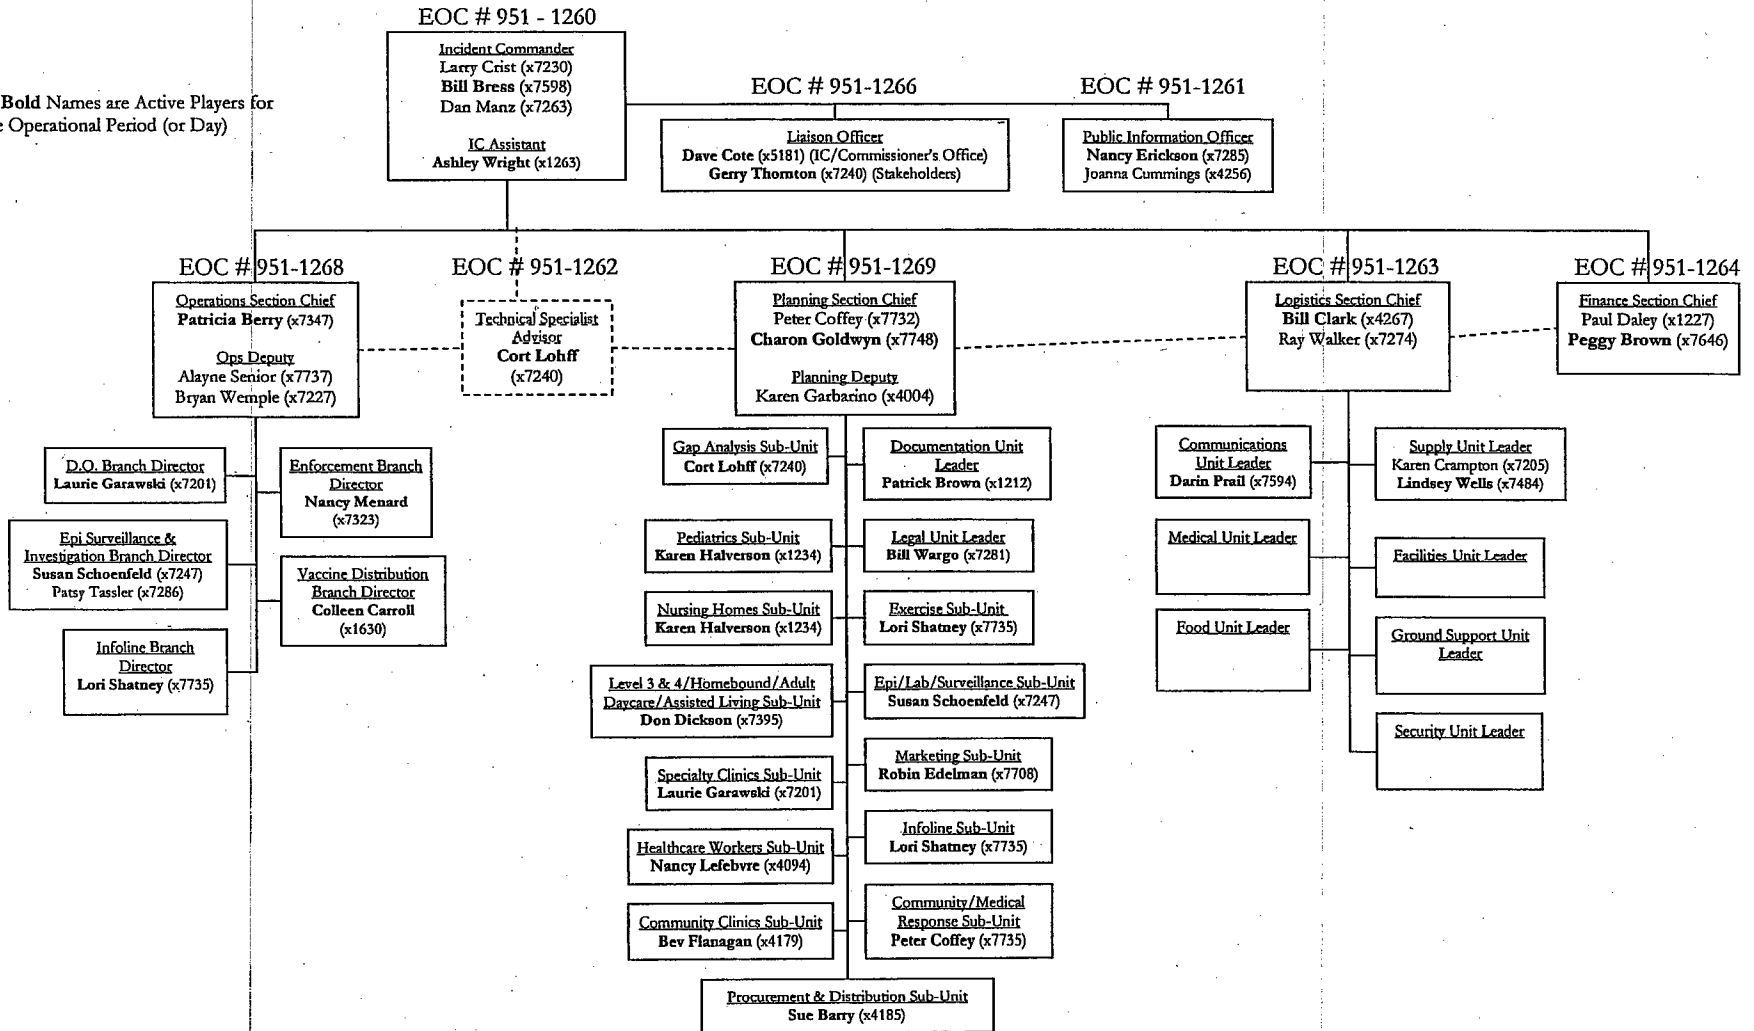 EOC # 951 - 1260
Incident Commander
Larry Crist (x7230)
Bill Bress (x7598)
Dan Manz (x7263)
IC Assistant
Ashley Wright (x1263)
Bold Names are Active Players for
e Operational Period (or Day)
EOC # 951-1266
Liaison Officer
Dave Cote (x5181) (IC/Commissioner's Office)
Gerry Thornton (x7240) (Stakeholders)
EOC # 951-1261
Public Information Officer
Nancy Erickson (x7285)
Joanna Cummings (x4256)
EOC # 951-1268
Operations Section Chief
Patricia Berry (x7347)
Ops Deputy
Alayne Senior (x7737)
Bryan Wemple (x7227)
EOC # 951-1262
Technical Specialist
Advisor
Cort Lohff
(x7240)
EOC # 951-1269
Planning Section Chief
Peter Coffey (x7732)
Charon Goldwyn (x7748)
Planning Deputy
Karen Garbarino (x4004)
EOC # 951-1263
Logistics Section Chief
Bill Clark (x4267)
Ray Walker (x7274)
EOC # 951-1264
Finance Section Chief
Paul Daley (x1227)
Peggy Brown (x7646)
D.O. Branch Director
Laurie Garawski (x7201)
Enforcement Branch
Director
Nancy Menard
(x7323)
Epi Surveillance &
Investigation Branch Director
Susan Schoenfeld (x7247)
Patsy Tassler (x7286)
Vaccine Distribution
Branch Director
Colleen Carroll
(x1630)
Infoline Branch
Director
Lori Shatney (x7735)
Gap Analysis Sub-Unit
Cort Lohff (x7240)
Documentation Unit
Leader
Patrick Brown (x1212)
Pediatrics Sub-Unit
Karen Halverson (x1234)
Legal Unit Leader
Bill Wargo (x7281)
Nursing Homes Sub-Unit
Karen Halverson (x1234)
Exercise Sub-Unit
Lori Shatney (x7735)
Level 3 & 4/Homebound/Adult
Daycare/Assisted Living Sub-Unit
Don Dickson (x7395)
Epi/Lab/Surveillance Sub-Unit
Susan Schoenfeld (x7247)
Specialty Clinics Sub-Unit
Laurie Garawski (x7201)
Marketing Sub-Unit
Robin Edelman (x7708)
Healthcare Workers Sub-Unit
Nancy Lefebvre (x4094)
Infoline Sub-Unit
Lori Shatney (x7735)
Community Clinics Sub-Unit
Bev Flanagan (x4179)
Community/Medical
Response Sub-Unit
Peter Coffey (x7735)
Procurement & Distribution Sub-Unit
Sue Barry (x4185)
Communications
Unit Leader
Darin Prail (x7594)
Supply Unit Leader
Karen Crampton (x7205)
Lindsey Wells (x7484)
Medical Unit Leader
Facilities Unit Leader
Food Unit Leader
Ground Support Unit
Leader
Security Unit Leader